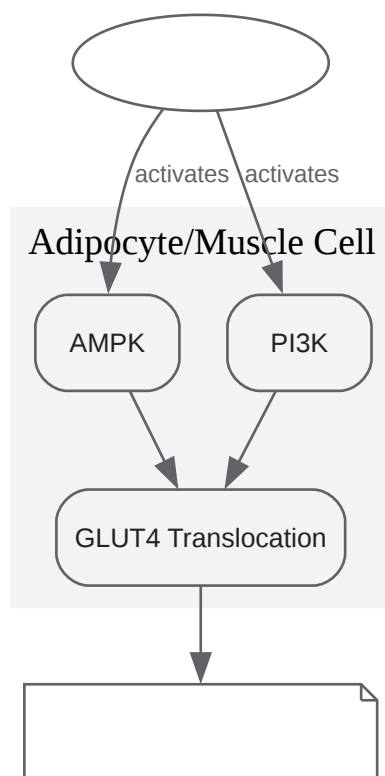 activates activates
Adipocyte/Muscle Cell
AMPK PI3K
GLUT4 Translocation